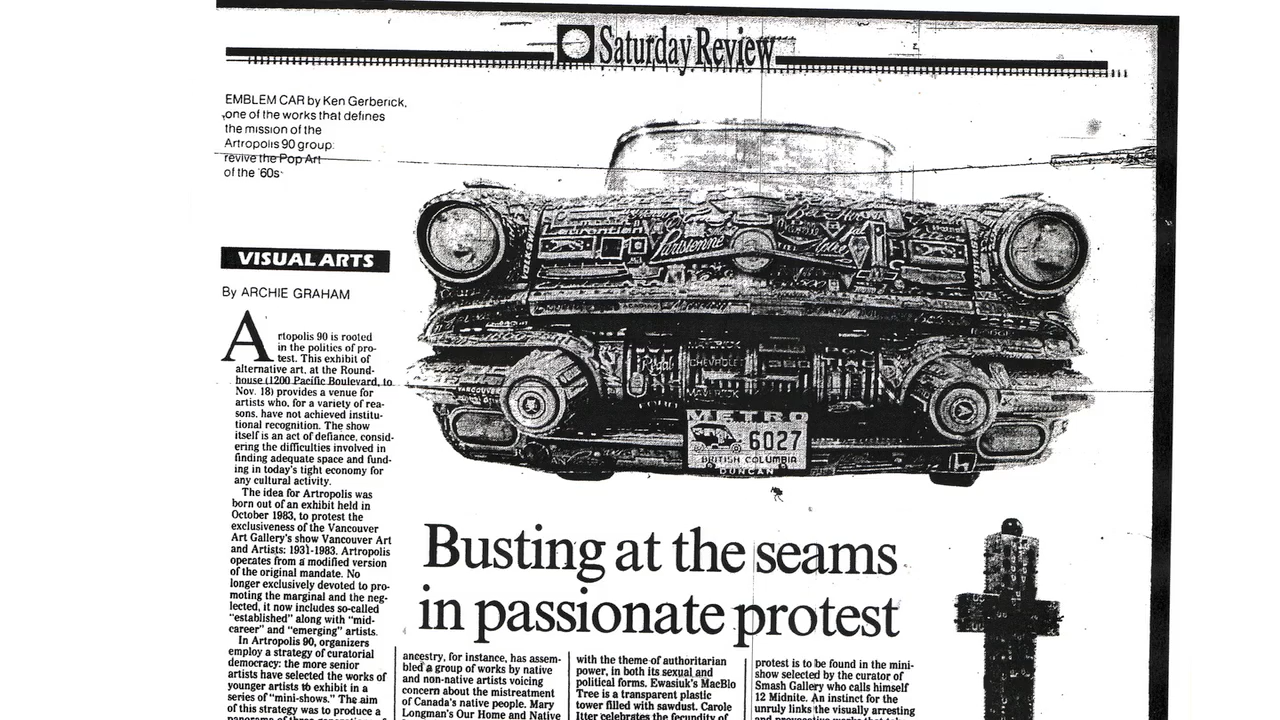 Saturday Review
EMBLEM CAR by Ken Gerberick,
one of the works that defines
the mission of the
Artropolis 90 group:
revive the Pop Art
of the '60s
VISUAL ARTS
By ARCHIE GRAHAM
Artropolis 90 is rooted
in the politics of pro-
test. This exhibit of
alternative art, at the Round-
house (1200 Pacific Boulevard, to
Nov. 18) provides a venue for
artists who, for a variety of rea-
sons, have not achieved institu-
tional recognition. The show
itself is an act of defiance, consid-
ering the difficulties involved in
finding adequate space and fund-
ing in today's tight economy for
any cultural activity.
The idea for Artropolis was
born out of an exhibit held in
October 1983, to protest the
exclusiveness of the Vancouver
Art Gallery's show Vancouver Art
and Artists: 1931-1983. Artropolis
operates from a modified version
of the original mandate. No
longer exclusively devoted to pro-
moting the marginal and the neg-
lected, it now includes so-called
"established" along with "mid-
career" and "emerging" artists.
In Artropolis 90, organizers
employ a strategy of curatorial
democracy: the more senior
artists have selected the works of
younger artists to exhibit in a
series of "mini-shows." The aim
of this strategy was to produce a
Parisienne
CHEVROLET
MAVERICK
METRO
6027
BRITISH COLUMBIA
DUNCAN
Busting at the seams
in passionate protest
ancestry, for instance, has assem-
bled a group of works by native
and non-native artists voicing
concern about the mistreatment
of Canada's native people. Mary
Longman's Our Home and Native
with the theme of authoritarian
power, in both its sexual and
political forms. Ewasiuk's MacBlo
Tree is a transparent plastic
tower filled with sawdust. Carole
Itter celebrates the fecundity of
protest is to be found in the mini-
show selected by the curator of
Smash Gallery who calls himself
12 Midnite. An instinct for the
unruly links the visually arresting